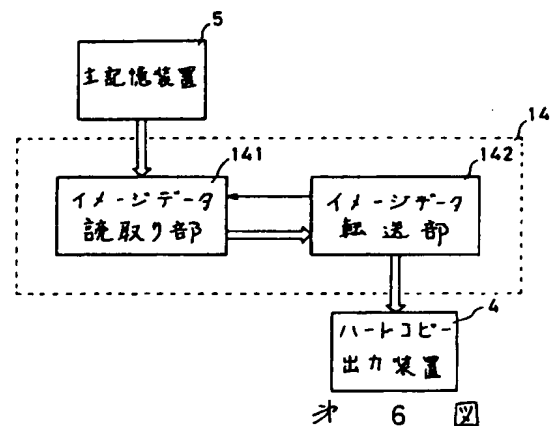 5
主記憶装置
14
141
142
イメージデータ
読取り部
イメージデータ
転送部
4
ハートコピー
出力装置
第 6 図